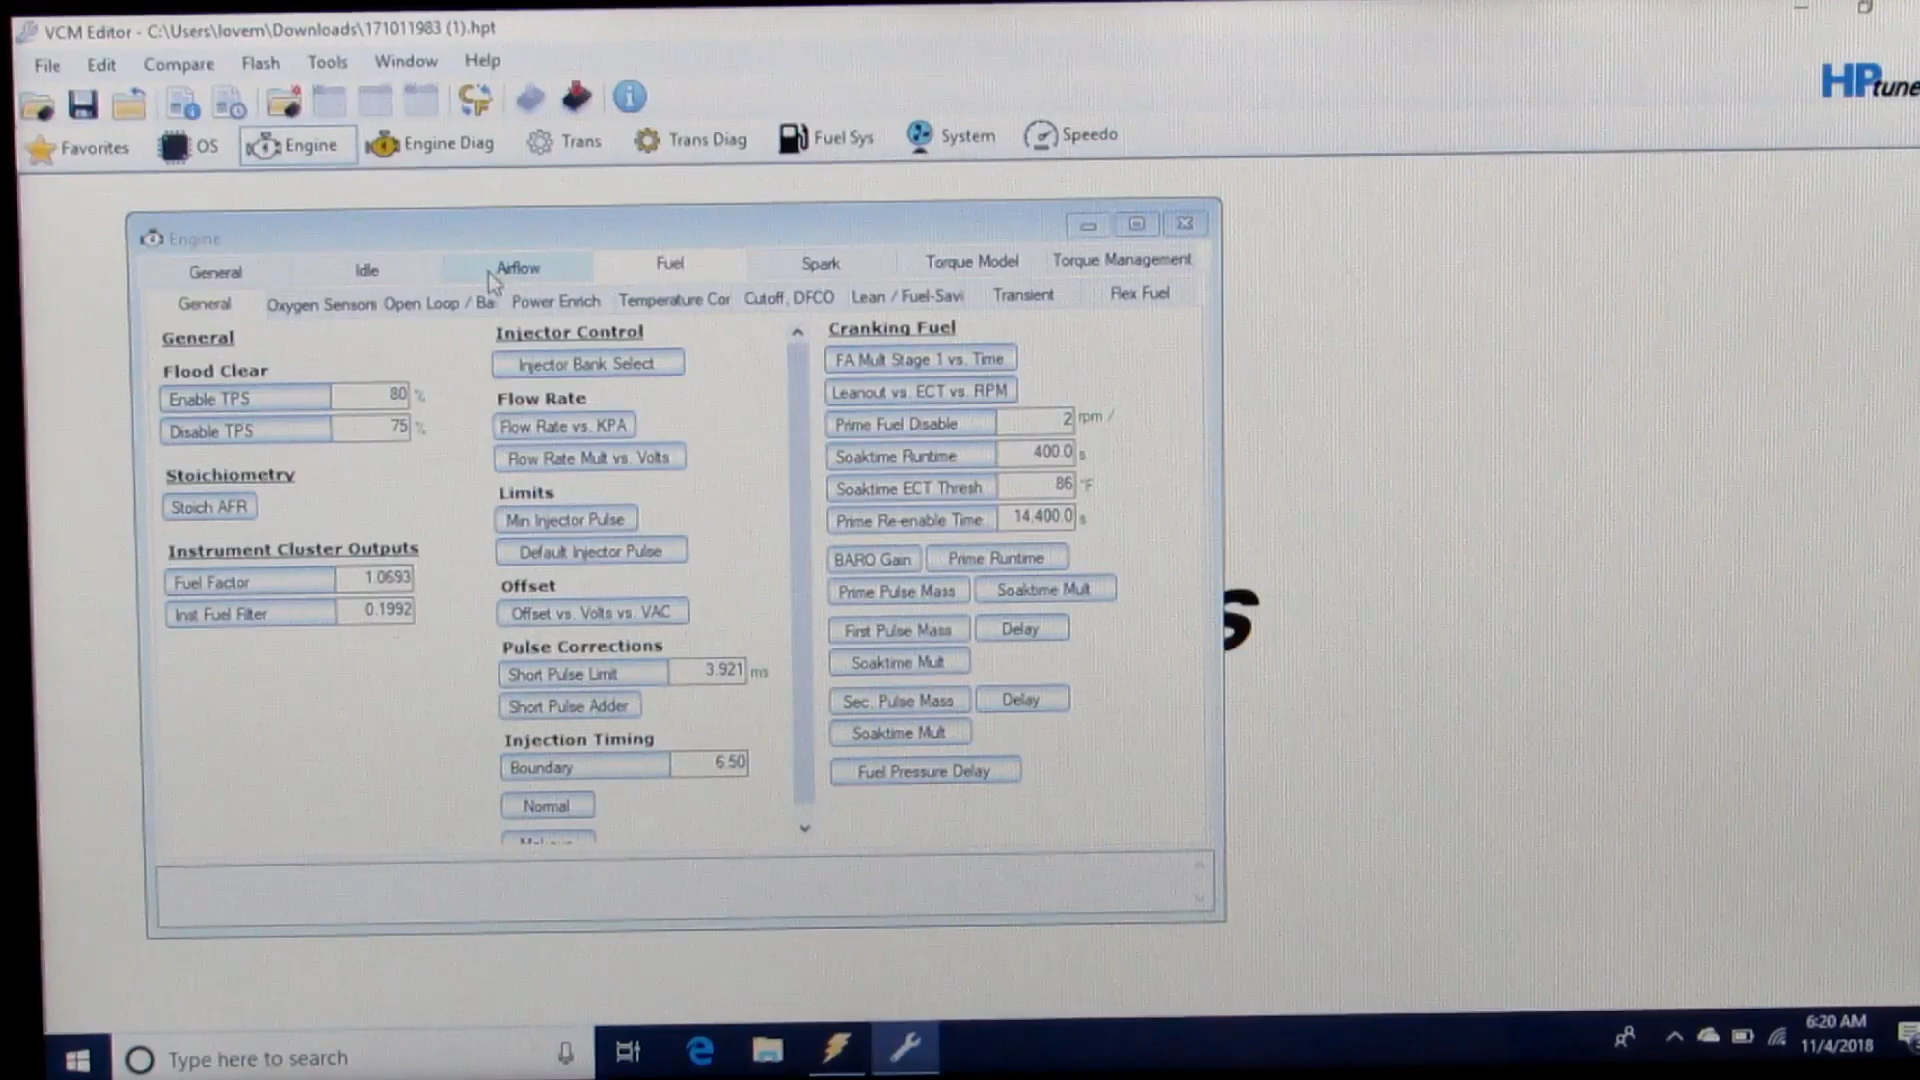 VCM Editor - C:\Users\lovem\Downloads\171011983 (1).hpt
File Edit Compare Flash Tools Window Help
HP tune
Favorites OS Engine Engine Diag Trans Trans Diag Fuel Sys System Speedo
Engine
General Idle Airflow Fuel Spark Torque Model Torque Management
General Oxygen Sensors Open Loop / Ba Power Enrich Temperature Cor Cutoff, DFCO Lean / Fuel-Savi Transient Flex Fuel
General
Flood Clear
Enable TPS 80 %
Disable TPS 75 %
Stoichiometry
Stoich AFR
Instrument Cluster Outputs
Fuel Factor 1.0693
Inst Fuel Filter 0.1992
Injector Control
Injector Bank Select
Flow Rate
Flow Rate vs. KPA
Flow Rate Mult vs. Volts
Limits
Min Injector Pulse
Default Injector Pulse
Offset
Offset vs. Volts vs. VAC
Pulse Corrections
Short Pulse Limit 3.921 ms
Short Pulse Adder
Injection Timing
Boundary 6.50
Normal
Cranking Fuel
FA Mult Stage 1 vs. Time
Leanout vs. ECT vs. RPM
Prime Fuel Disable 2 rpm /
Soaktime Runtime 400.0 s
Soaktime ECT Thresh 86 °F
Prime Re-enable Time 14,400.0 s
BARO Gain Prime Runtime
Prime Pulse Mass Soaktime Mult
First Pulse Mass Delay
Soaktime Mult
Sec. Pulse Mass Delay
Soaktime Mult
Fuel Pressure Delay
s
Type here to search
6:20 AM
11/4/2018